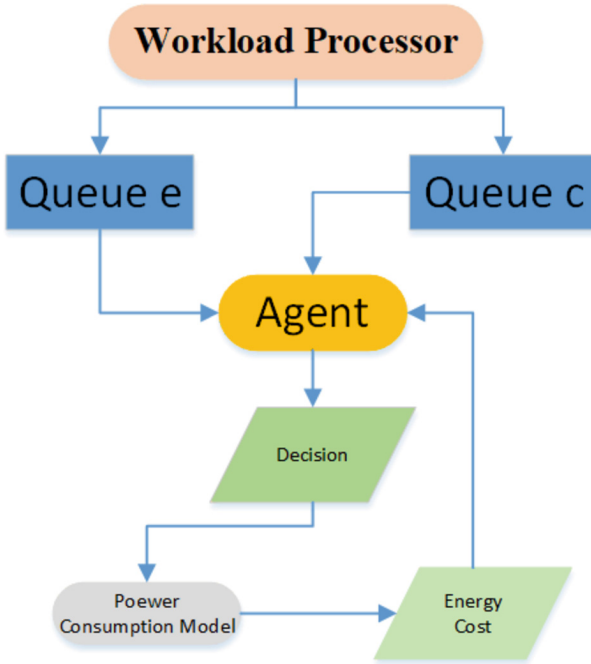 Workload Processor
Queue e
Queue c
Agent
Decision
Poewer
Consumption Model
Energy
Cost